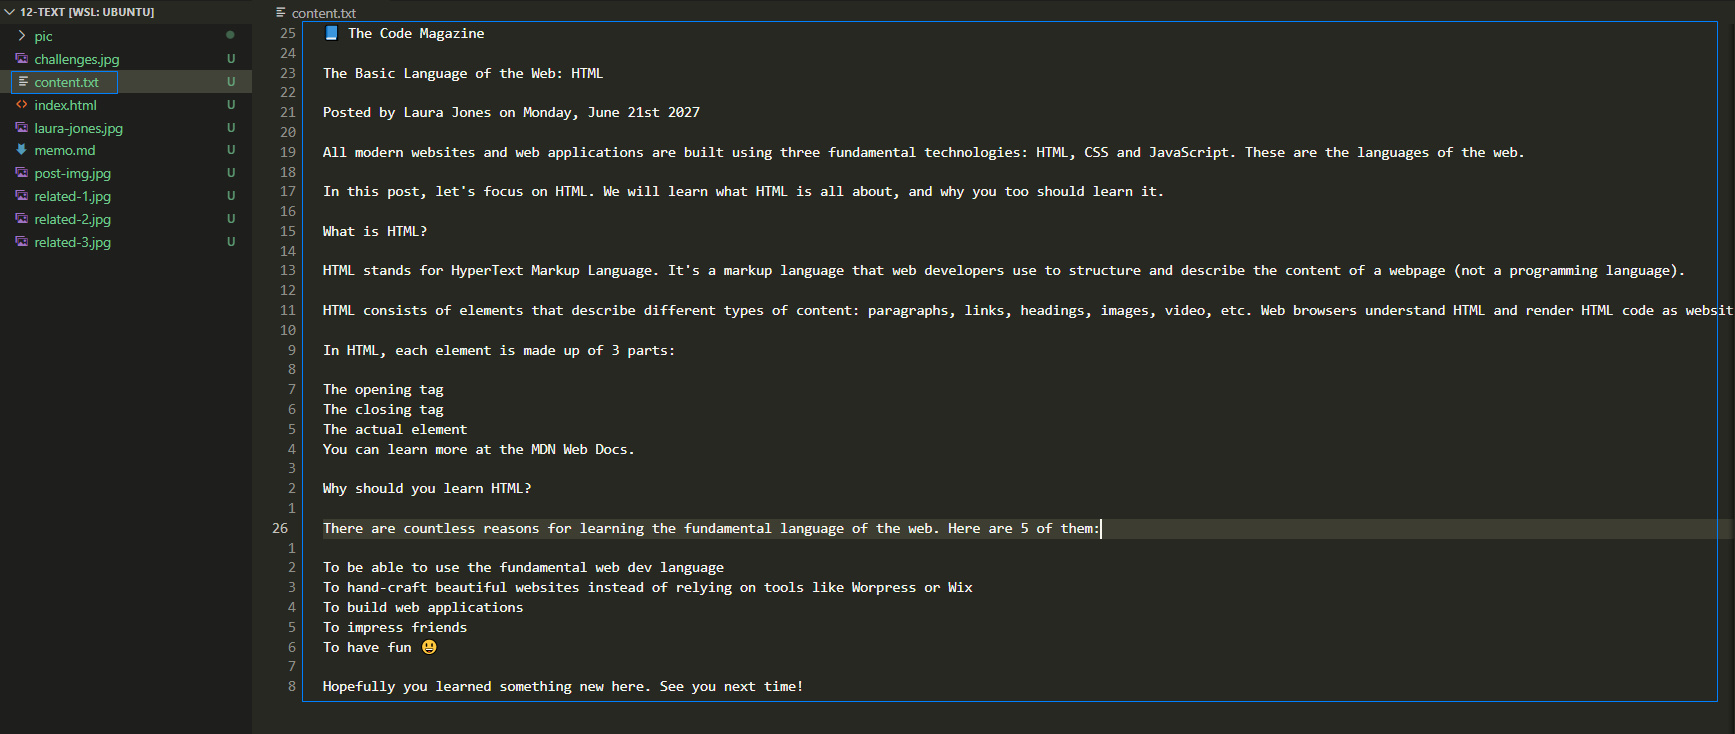 12-TEXT [WSL: UBUNTU]
pic
challenges.jpg U
content.txt U
index.html U
laura-jones.jpg U
memo.md U
post-img.jpg U
related-1.jpg U
related-2.jpg U
related-3.jpg U
content.txt
25 📘 The Code Magazine
24
23 The Basic Language of the Web: HTML
22
21 Posted by Laura Jones on Monday, June 21st 2027
20
19 All modern websites and web applications are built using three fundamental technologies: HTML, CSS and JavaScript. These are the languages of the web.
18
17 In this post, let's focus on HTML. We will learn what HTML is all about, and why you too should learn it.
16
15 What is HTML?
14
13 HTML stands for HyperText Markup Language. It's a markup language that web developers use to structure and describe the content of a webpage (not a programming language).
12
11 HTML consists of elements that describe different types of content: paragraphs, links, headings, images, video, etc. Web browsers understand HTML and render HTML code as websit
10
9 In HTML, each element is made up of 3 parts:
8
7 The opening tag
6 The closing tag
5 The actual element
4 You can learn more at the MDN Web Docs.
3
2 Why should you learn HTML?
1
26 There are countless reasons for learning the fundamental language of the web. Here are 5 of them:
1
2 To be able to use the fundamental web dev language
3 To hand-craft beautiful websites instead of relying on tools like Worpress or Wix
4 To build web applications
5 To impress friends
6 To have fun 😃
7
8 Hopefully you learned something new here. See you next time!